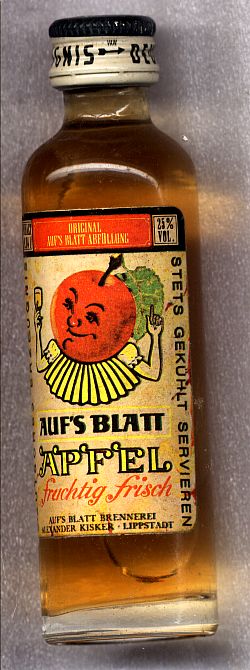 VAN
ORIGINAL
AUF'S BLATT ABFÜLLUNG
25%
VOL.
STETS GEKÜHLT SERVIEREN
AUF'S BLATT
APFEL
fruchtig frisch
AUF'S BLATT BRENNEREI
ALEXANDER KISKER · LIPPSTADT